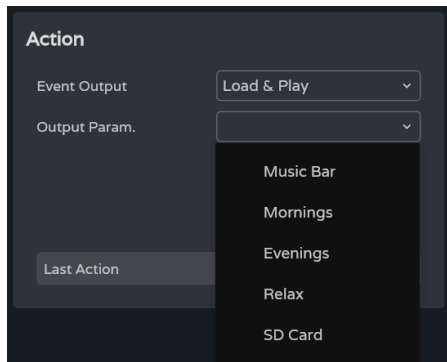 Action
Event Output Load & Play
Output Param.
Music Bar
Mornings
Evenings
Last Action
Relax
SD Card